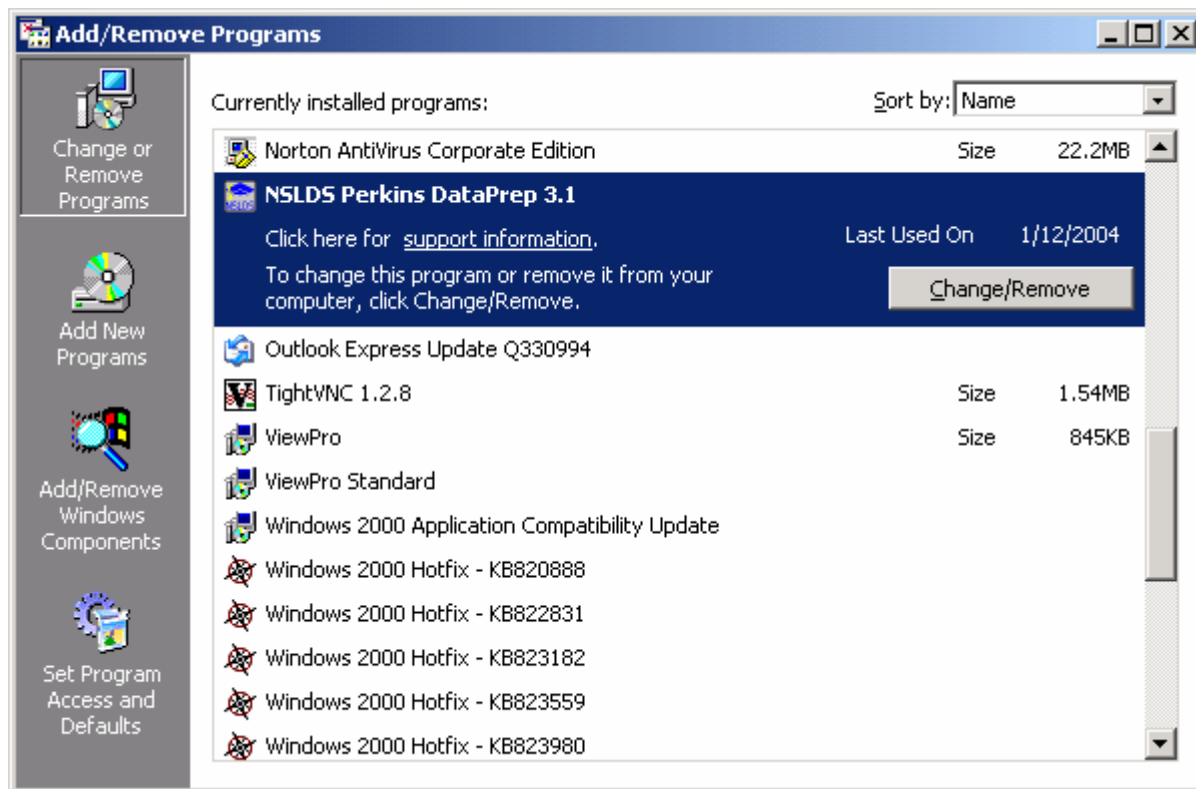 Add/Remove Programs
Change or
Remove
Programs
Add New
Programs
Add/Remove
Windows
Components
Set Program
Access and
Defaults
Currently installed programs:
Sort by: Name
Norton AntiVirus Corporate Edition Size 22.2MB
NSLDS Perkins DataPrep 3.1
Click here for support information. Last Used On 1/12/2004
To change this program or remove it from your
computer, click Change/Remove.
Change/Remove
Outlook Express Update Q330994
TightVNC 1.2.8 Size 1.54MB
ViewPro Size 845KB
ViewPro Standard
Windows 2000 Application Compatibility Update
Windows 2000 Hotfix - KB820888
Windows 2000 Hotfix - KB822831
Windows 2000 Hotfix - KB823182
Windows 2000 Hotfix - KB823559
Windows 2000 Hotfix - KB823980